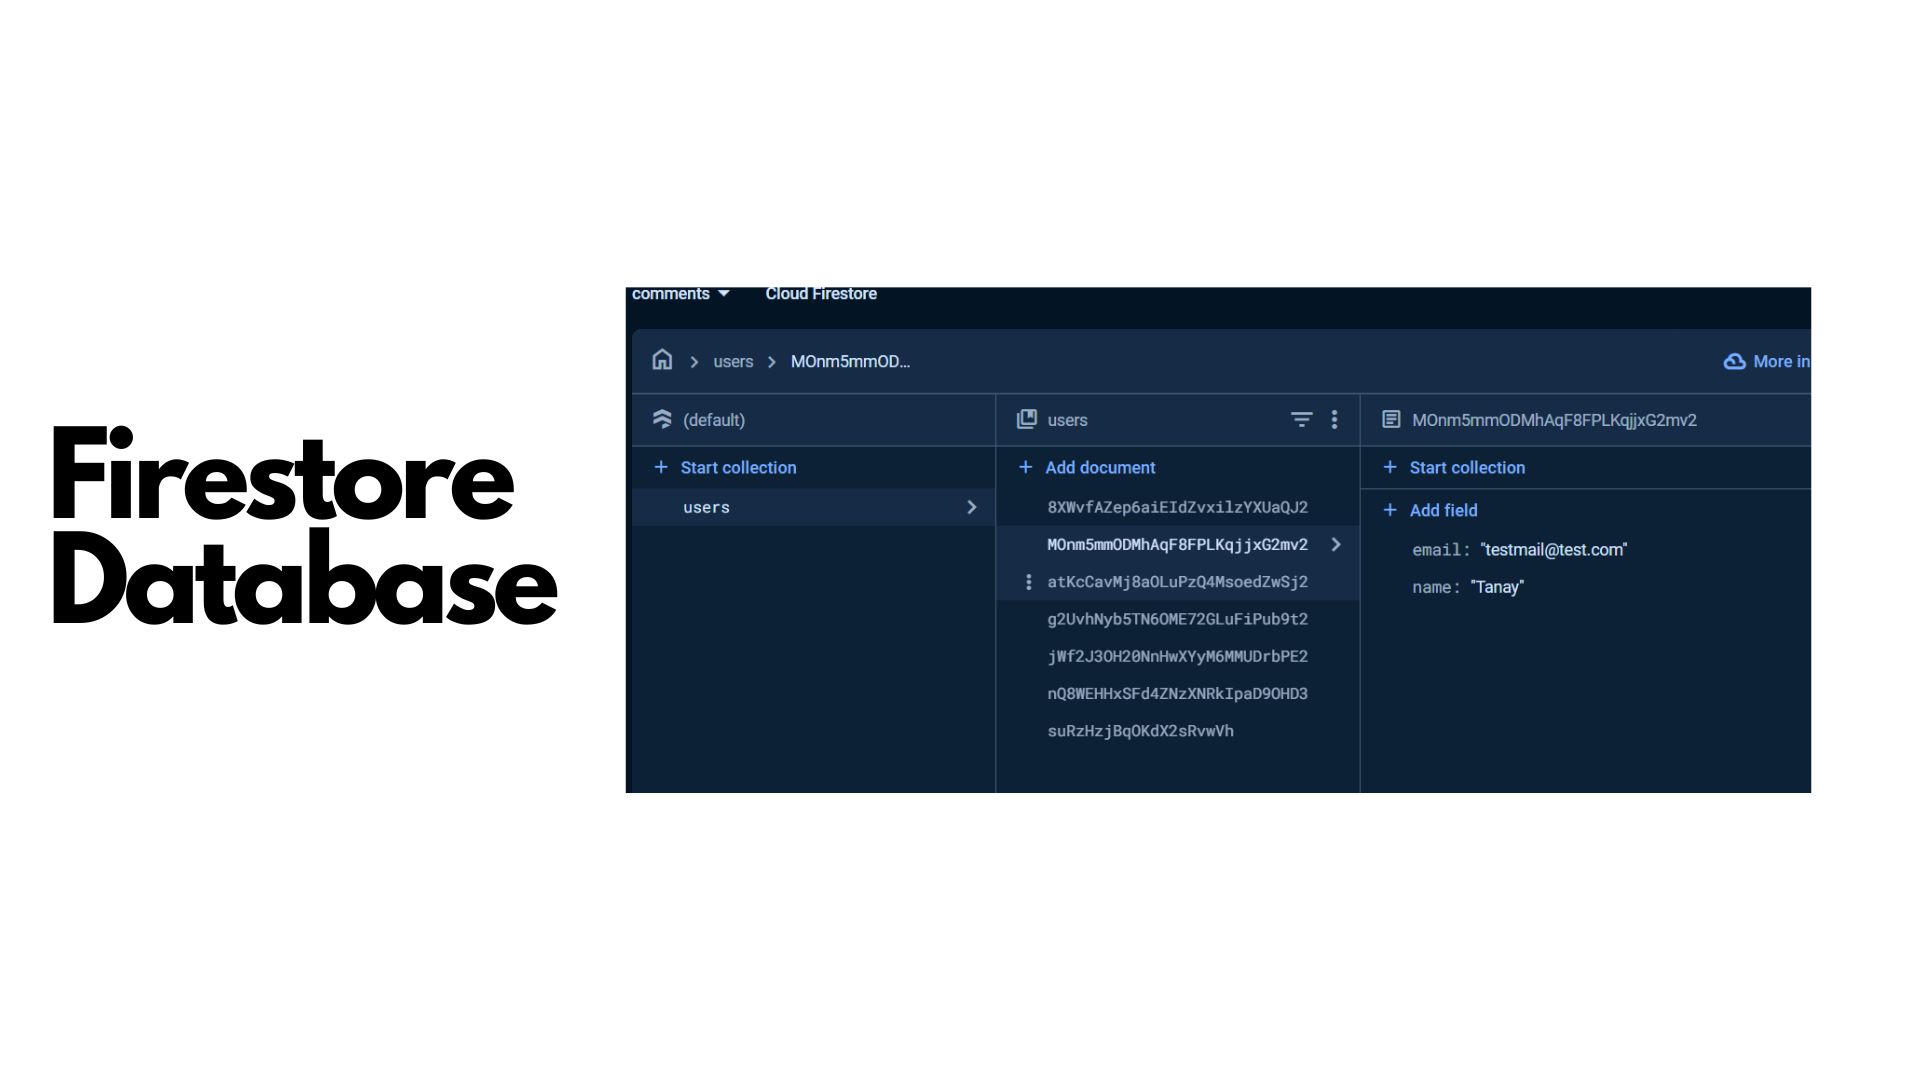 Firestore
Database
comments
Cloud Firestore
users
MOnm5mmOD...
More in
(default)
users
MOnm5mmODMhAqF8FPLKqjjxG2mv2
+ Start collection
+ Add document
+ Start collection
users
8XWvfAZep6aiEIdZvxilzYXUaQJ2
+ Add field
MOnm5mmODMhAqF8FPLKqjjxG2mv2
email: "testmail@test.com"
atKcCavMj8aOLuPzQ4MsoedZwSj2
name: "Tanay"
g2UvhNyb5TN6OME72GLuFiPub9t2
jWf2J3OH20NnHwXYyM6MMUDrbPE2
nQ8WEHHxSFd4ZNzXNRkIpaD9OHD3
suRzHzjBqOKdX2sRvwVh